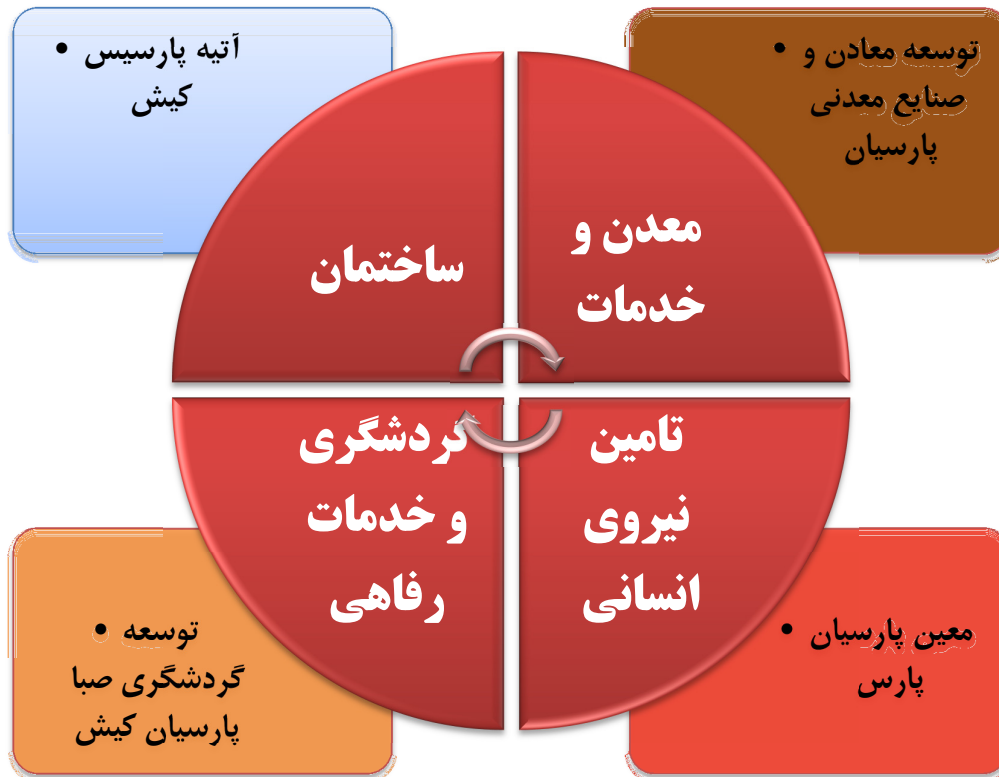 توسعه معادن و
صنایع معدنی
پارسیان
آتیه پارسیس
کیش
معدن و
خدمات
ساختمان
تامین
نیروی
انسانی
گردشگری
و خدمات
رفاهی
معین پارسیان
پارس
توسعه
گردشگری صبا
پارسیان کیش